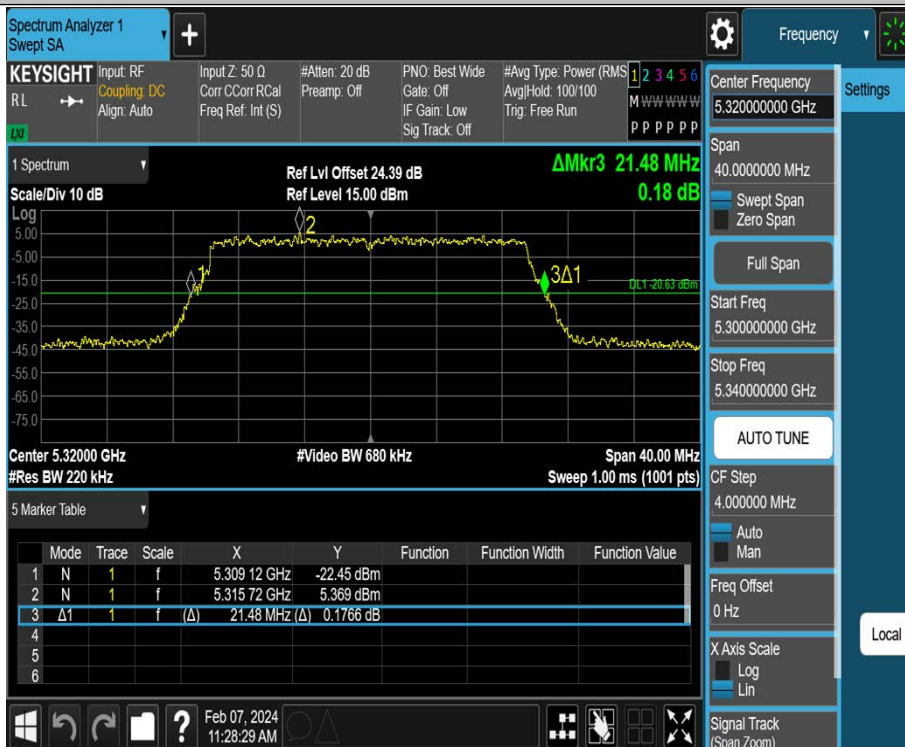 Spectrum Analyzer 1
Swept SA
+
Frequency
KEYSIGHT
RL
LXI
Input: RF
Coupling: DC
Align: Auto
Input Z: 50 Ω
Corr CCorr RCal
Freq Ref: Int (S)
#Atten: 20 dB
Preamp: Off
PNO: Best Wide
Gate: Off
IF Gain: Low
Sig Track: Off
#Avg Type: Power (RMS
Avg|Hold: 100/100
Trig: Free Run
1 2 3 4 5 6
M W W W W W
P P P P P P
1 Spectrum
Scale/Div 10 dB
Ref Lvl Offset 24.39 dB
Ref Level 15.00 dBm
ΔMkr3 21.48 MHz
0.18 dB
Log
5.00
-5.00
-15.0
-25.0
-35.0
-45.0
-55.0
-65.0
-75.0
1
2
3Δ1
DL1 -20.63 dBm
Center 5.32000 GHz
#Video BW 680 kHz
Span 40.00 MHz
#Res BW 220 kHz
Sweep 1.00 ms (1001 pts)
5 Marker Table
Mode Trace Scale X Y Function Function Width Function Value
1 N 1 f 5.309 12 GHz -22.45 dBm
2 N 1 f 5.315 72 GHz 5.369 dBm
3 Δ1 1 f (Δ) 21.48 MHz (Δ) 0.1766 dB
4
5
6
?
Feb 07, 2024
11:28:29 AM
Center Frequency
5.320000000 GHz
Span
40.0000000 MHz
Swept Span
Zero Span
Full Span
Start Freq
5.300000000 GHz
Stop Freq
5.340000000 GHz
AUTO TUNE
CF Step
4.000000 MHz
Auto
Man
Freq Offset
0 Hz
X Axis Scale
Log
Lin
Signal Track
(Span Zoom)
Settings
Local